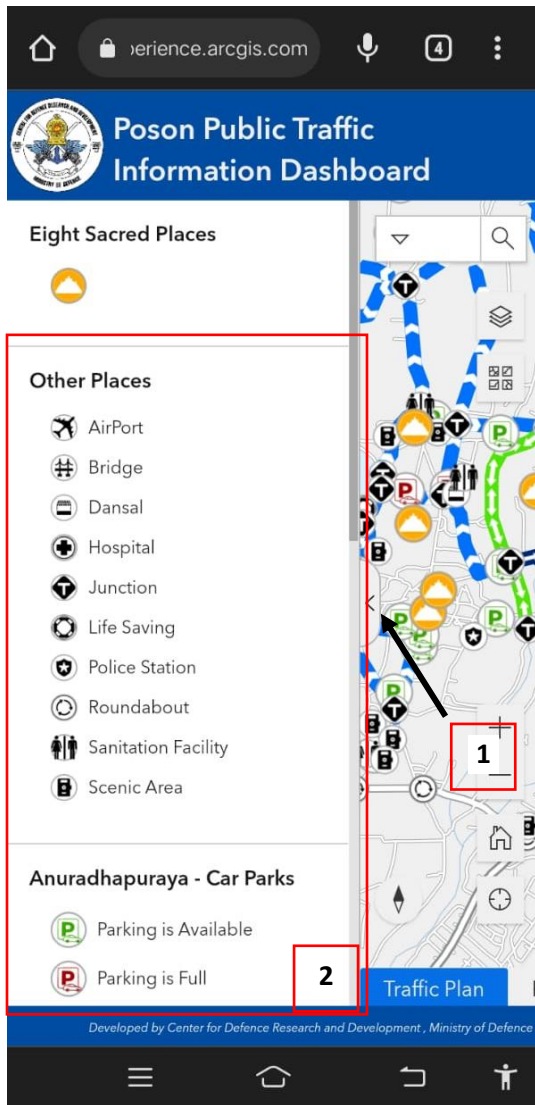 perience.arcgis.com
4
Poson Public Traffic
Information Dashboard
Eight Sacred Places
Other Places
AirPort
Bridge
Dansal
Hospital
Junction
Life Saving
Police Station
Roundabout
Sanitation Facility
Scenic Area
1
Anuradhapuraya - Car Parks
Parking is Available
Parking is Full
2
Traffic Plan
Developed by Center for Defence Research and Development , Ministry of Defence